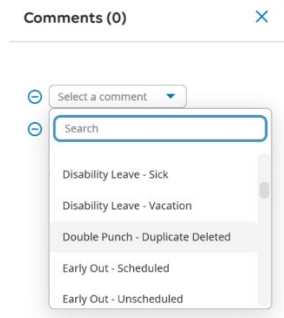 Comments (0)
Select a comment
Search
Disability Leave - Sick
Disability Leave - Vacation
Double Punch - Duplicate Deleted
Early Out - Scheduled
Early Out - Unscheduled